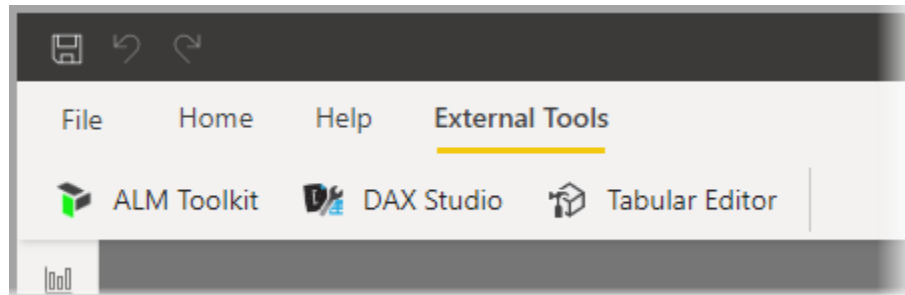 File Home Help External Tools
ALM Toolkit DAX Studio Tabular Editor